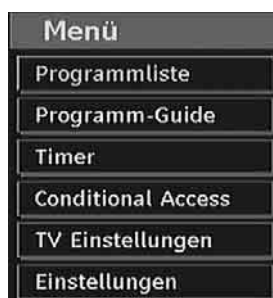 Menü
Programmliste
Programm-Guide
Timer
Conditional Access
TV Einstellungen
Einstellungen